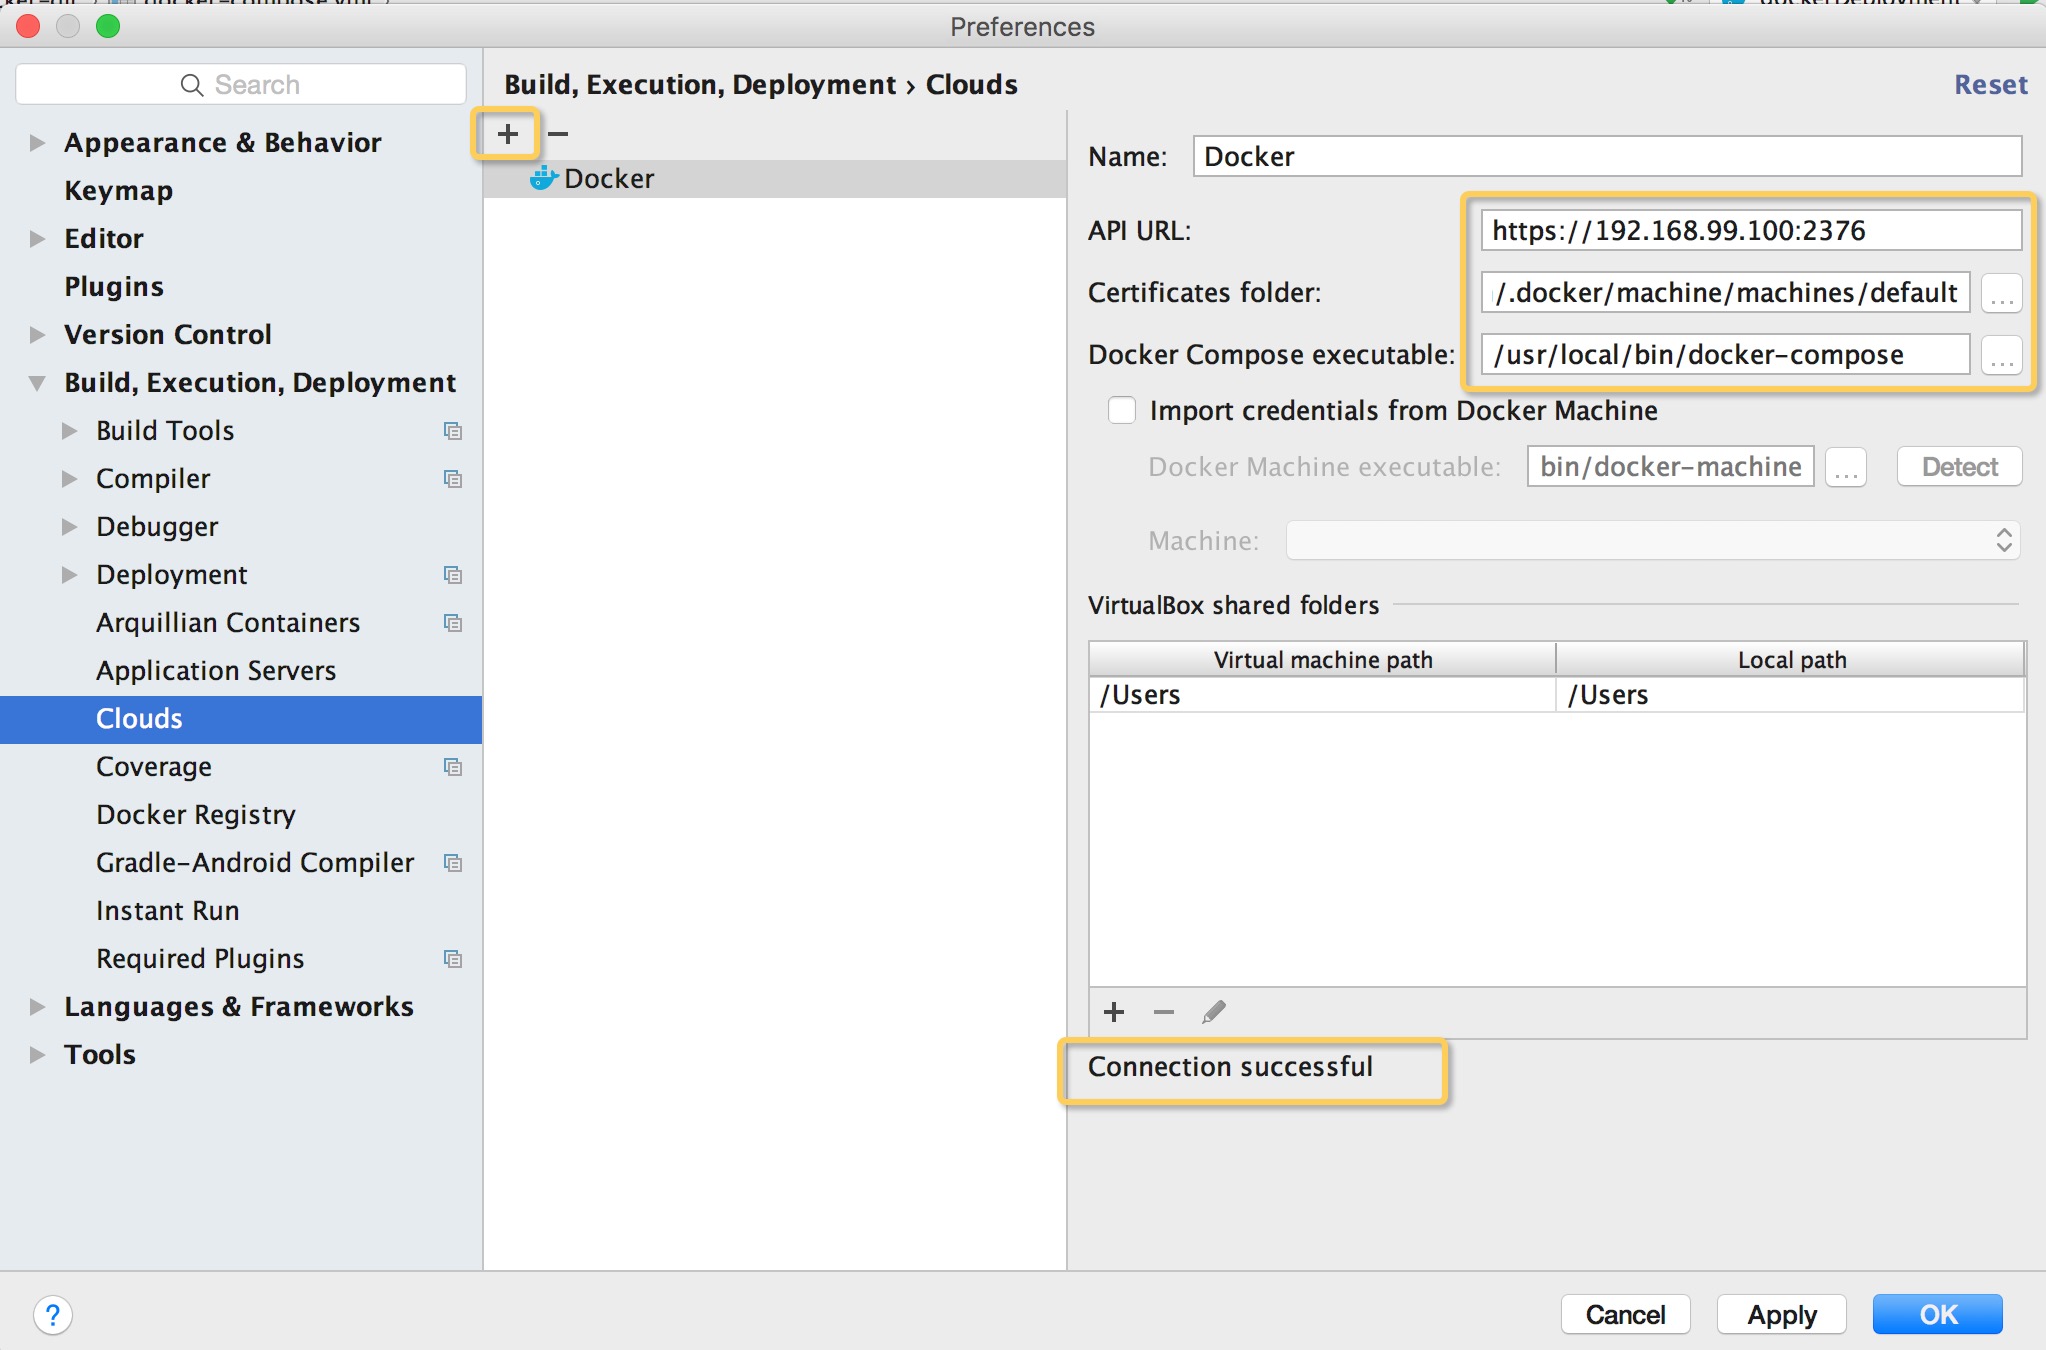 Preferences
Search
Appearance & Behavior
Keymap
Editor
Plugins
Version Control
Build, Execution, Deployment
Build Tools
Compiler
Debugger
Deployment
Arquillian Containers
Application Servers
Clouds
Coverage
Docker Registry
Gradle-Android Compiler
Instant Run
Required Plugins
Languages & Frameworks
Tools
Build, Execution, Deployment › Clouds
Reset
Docker
Name: Docker
API URL: https://192.168.99.100:2376
Certificates folder: /.docker/machine/machines/default ...
Docker Compose executable: /usr/local/bin/docker-compose ...
Import credentials from Docker Machine
Docker Machine executable: bin/docker-machine ... Detect
Machine:
VirtualBox shared folders
Virtual machine path Local path
/Users /Users
Connection successful
? Cancel Apply OK